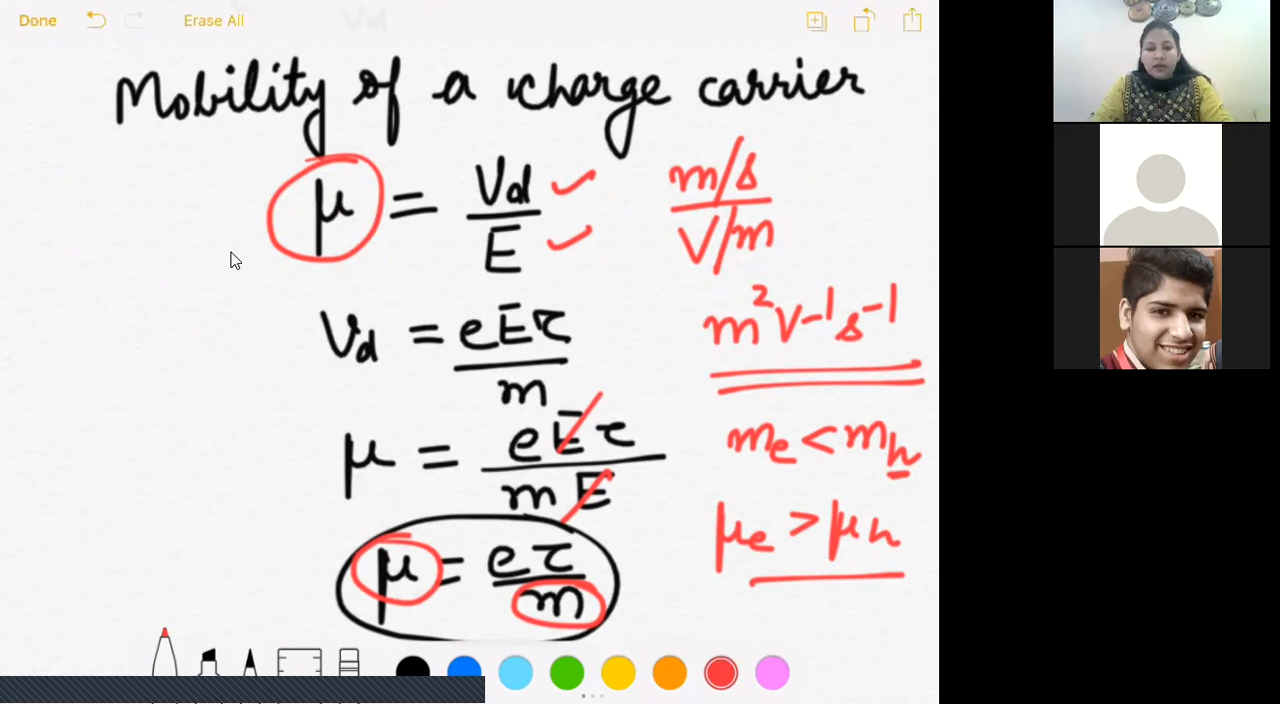 Done Erase All
Mobility of a charge carrier
μ = Vd / E
m/s / V/m
Vd = eEτ / m
m²V⁻¹s⁻¹
μ = eEτ / mE
me < mh
μ = eτ / m
μe > μh